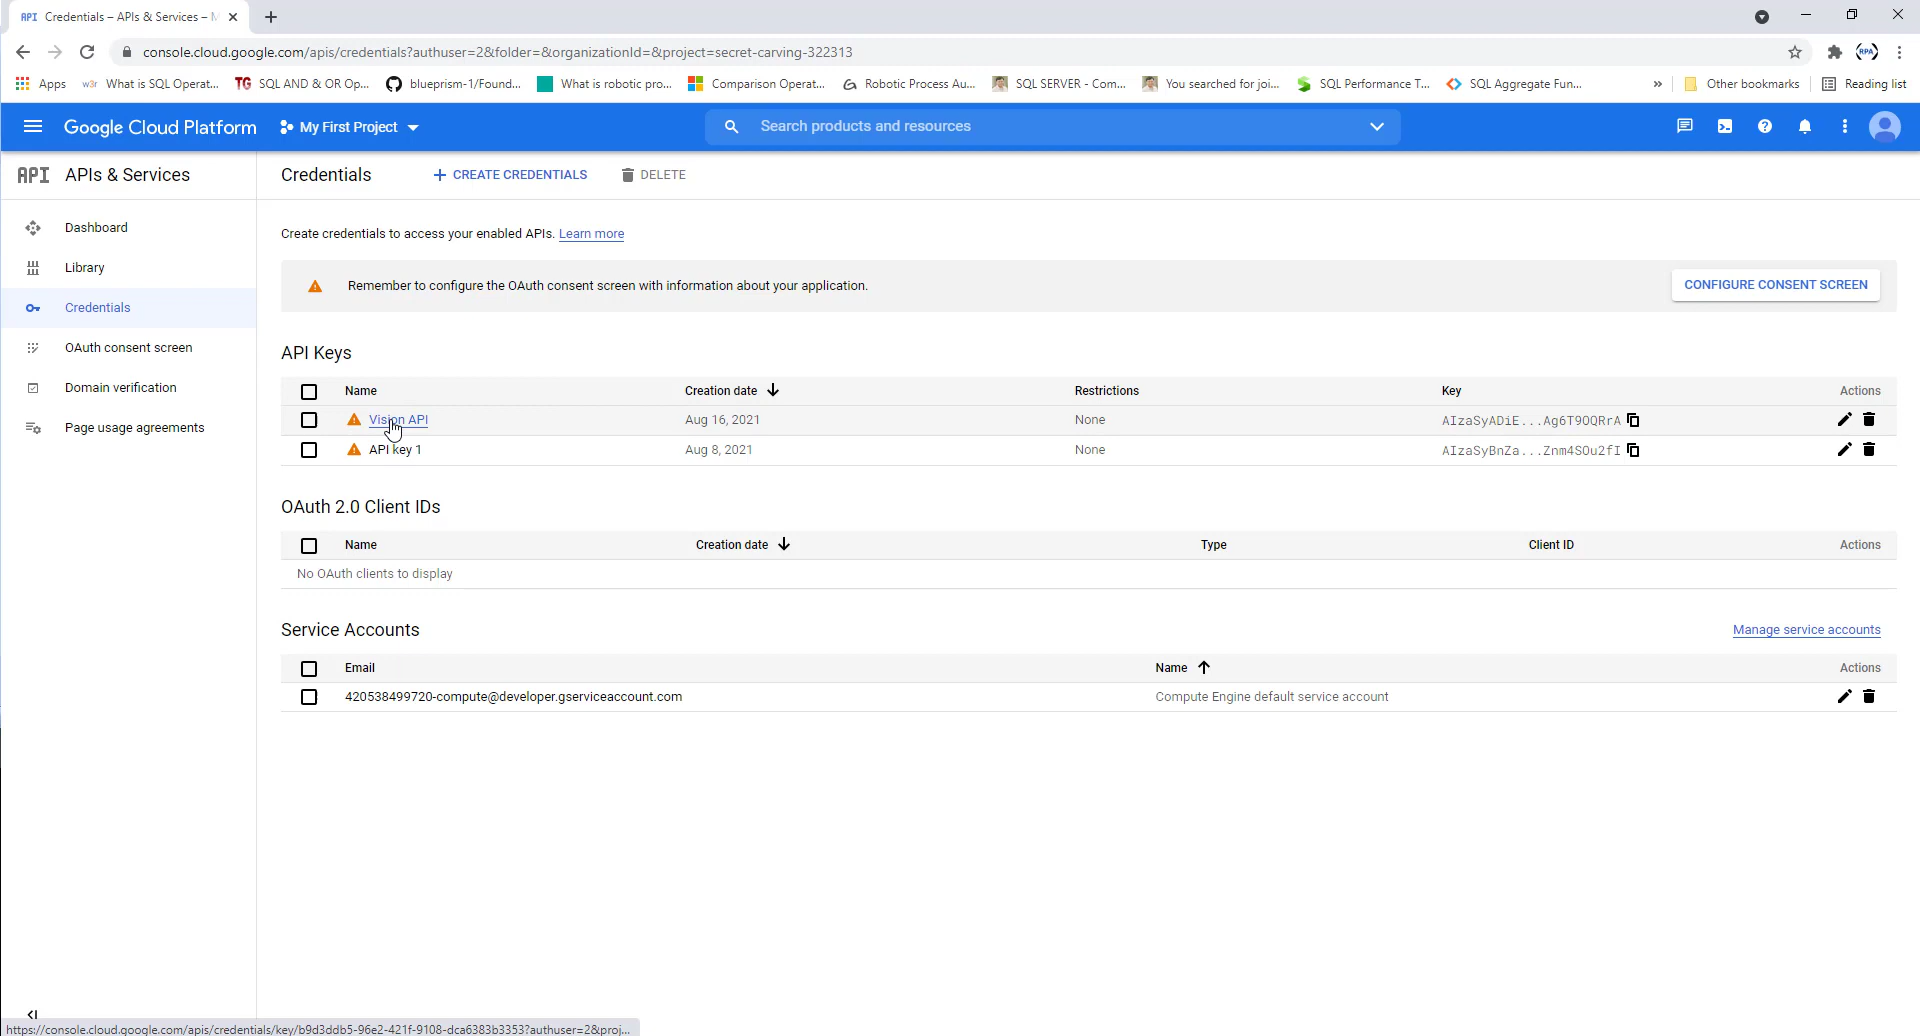 API Credentials – APIs & Services – M
console.cloud.google.com/apis/credentials?authuser=2&folder=&organizationId=&project=secret-carving-322313
RPA
Apps w3r What is SQL Operat... TG SQL AND & OR Op... blueprism-1/Found... What is robotic pro... Comparison Operat... Robotic Process Au... SQL SERVER - Com... You searched for joi... SQL Performance T... SQL Aggregate Fun... » Other bookmarks Reading list
Google Cloud Platform My First Project Search products and resources
API APIs & Services Credentials + CREATE CREDENTIALS DELETE
Dashboard
Library
Credentials
OAuth consent screen
Domain verification
Page usage agreements
Create credentials to access your enabled APIs. Learn more
Remember to configure the OAuth consent screen with information about your application. CONFIGURE CONSENT SCREEN
API Keys
Name Creation date Restrictions Key Actions
Vision API Aug 16, 2021 None AIzaSyADiE...Ag6T9OQRrA
API key 1 Aug 8, 2021 None AIzaSyBnZa...Znm4SOu2fI
OAuth 2.0 Client IDs
Name Creation date Type Client ID Actions
No OAuth clients to display
Service Accounts Manage service accounts
Email Name Actions
420538499720-compute@developer.gserviceaccount.com Compute Engine default service account
https://console.cloud.google.com/apis/credentials/key/b9d3ddb5-96e2-421f-9108-dca6383b3353?authuser=2&proj...